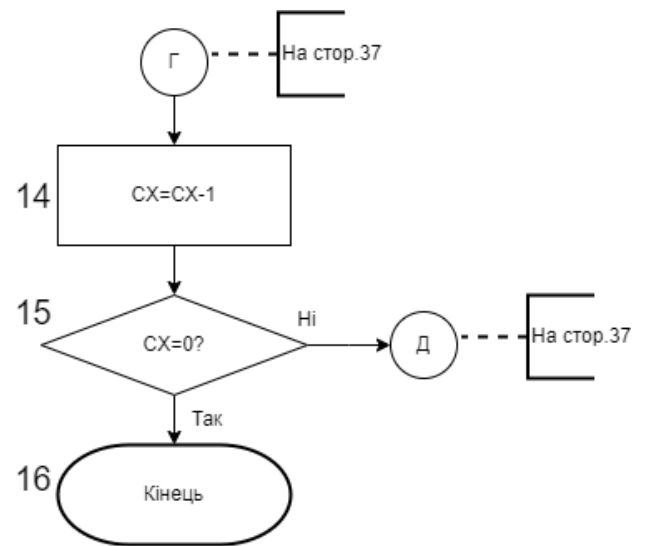 Г
На стор.37
14
CX=CX-1
15
CX=0?
Ні
Д
На стор.37
Так
16
Кінець